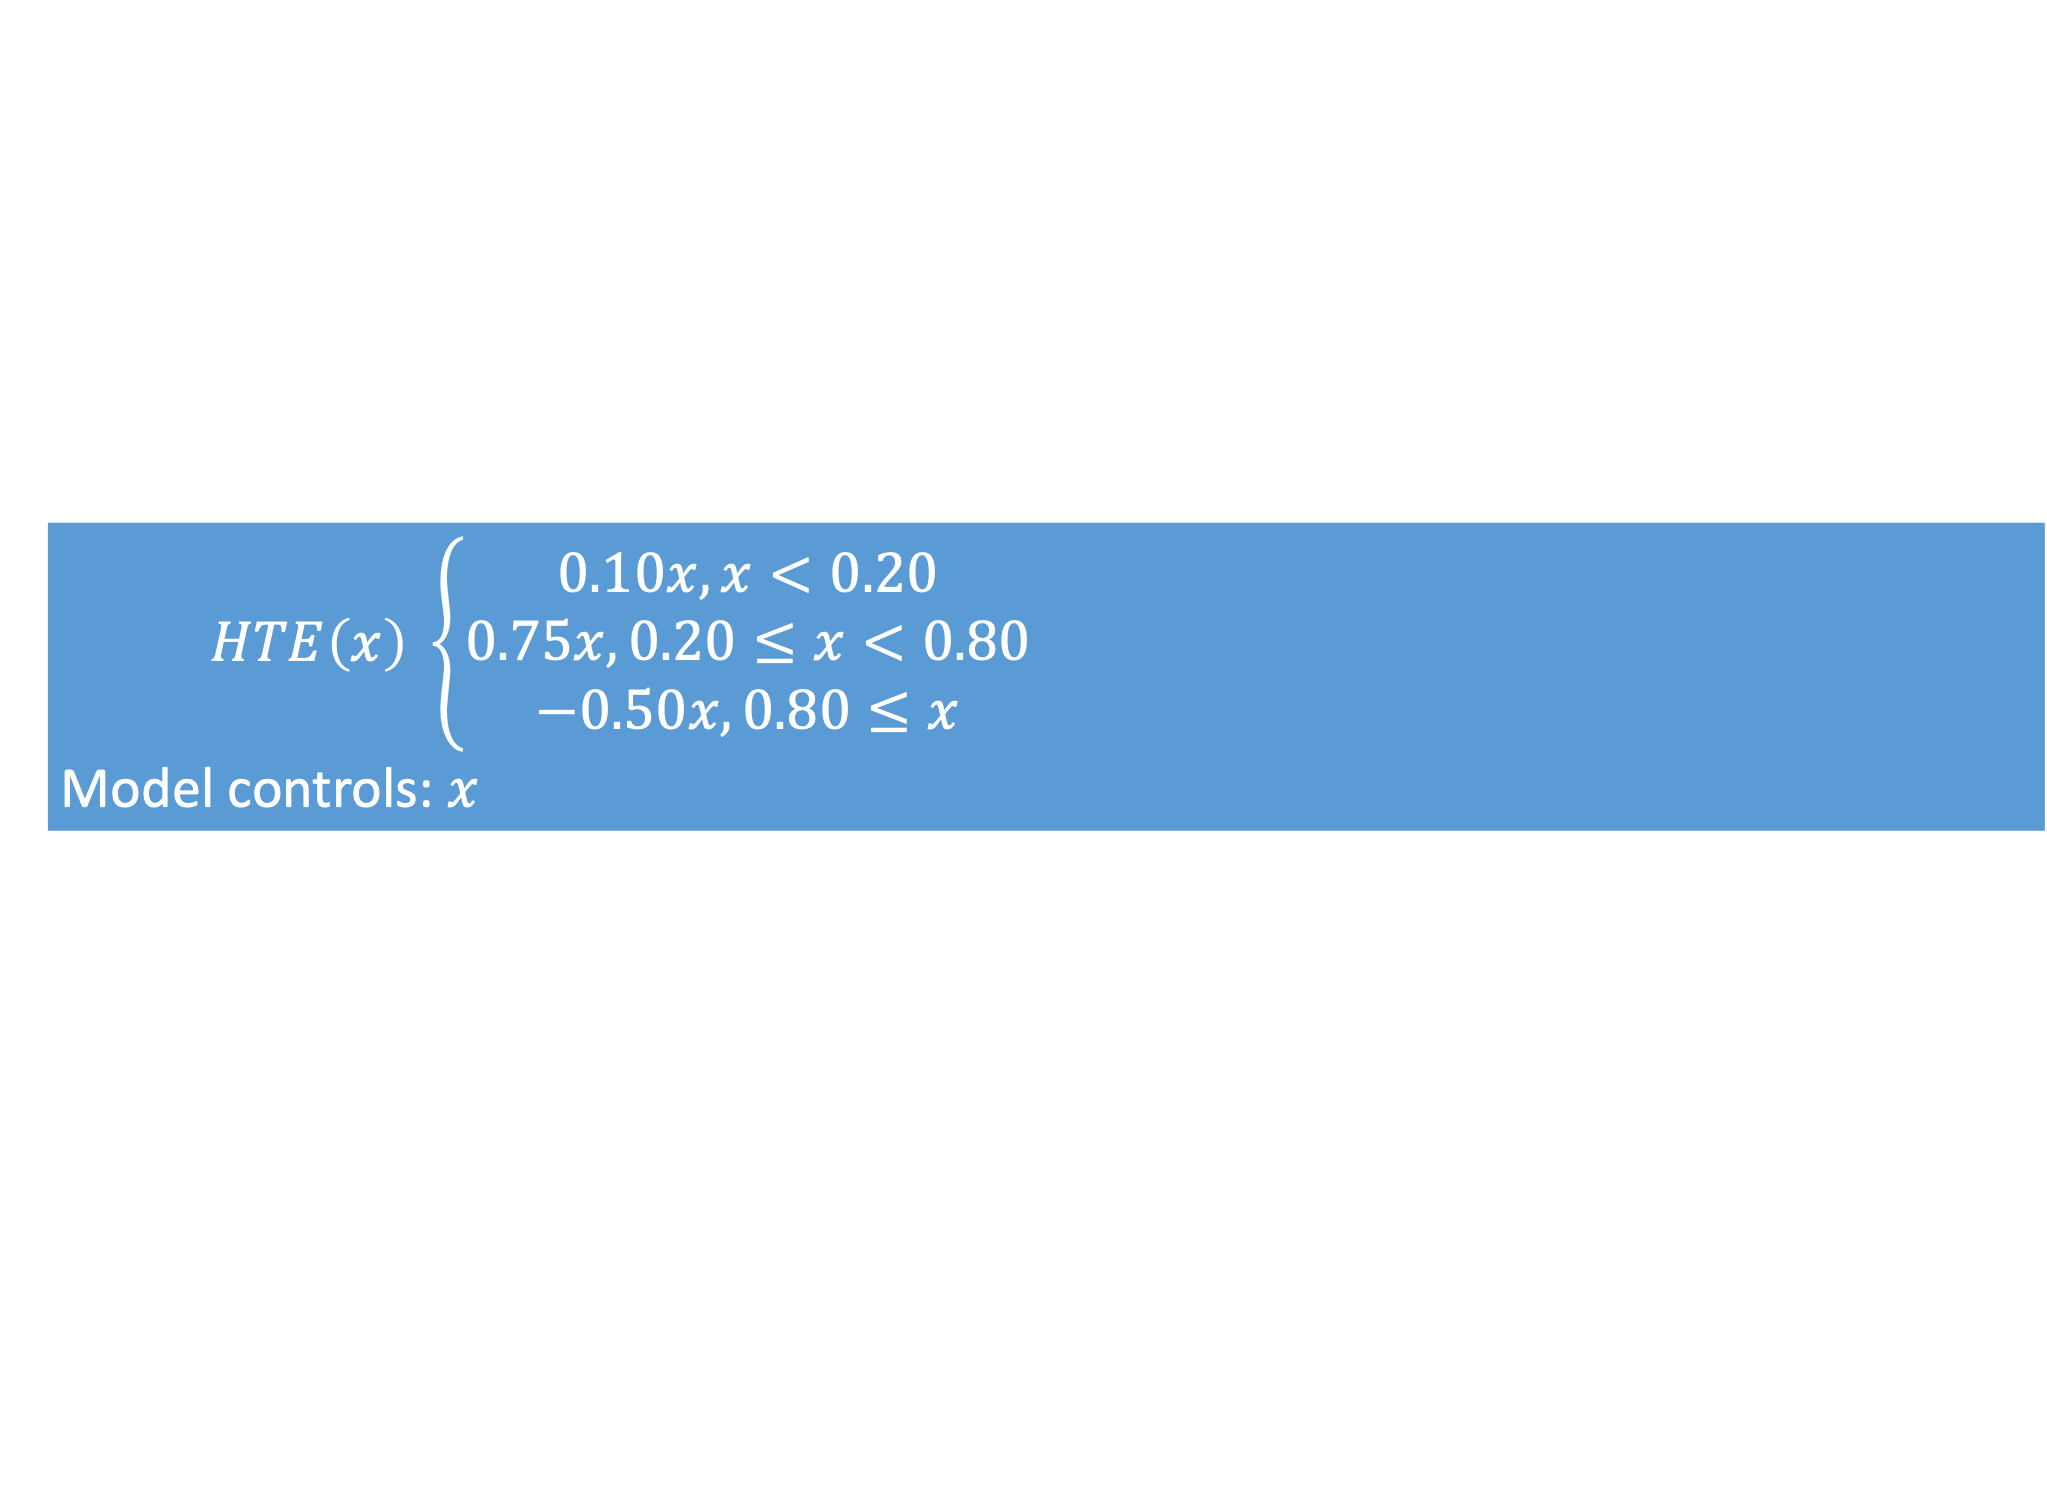 0.10x, x < 0.20
HTE(x) { 0.75x, 0.20 ≤ x < 0.80
−0.50x, 0.80 ≤ x
Model controls: x